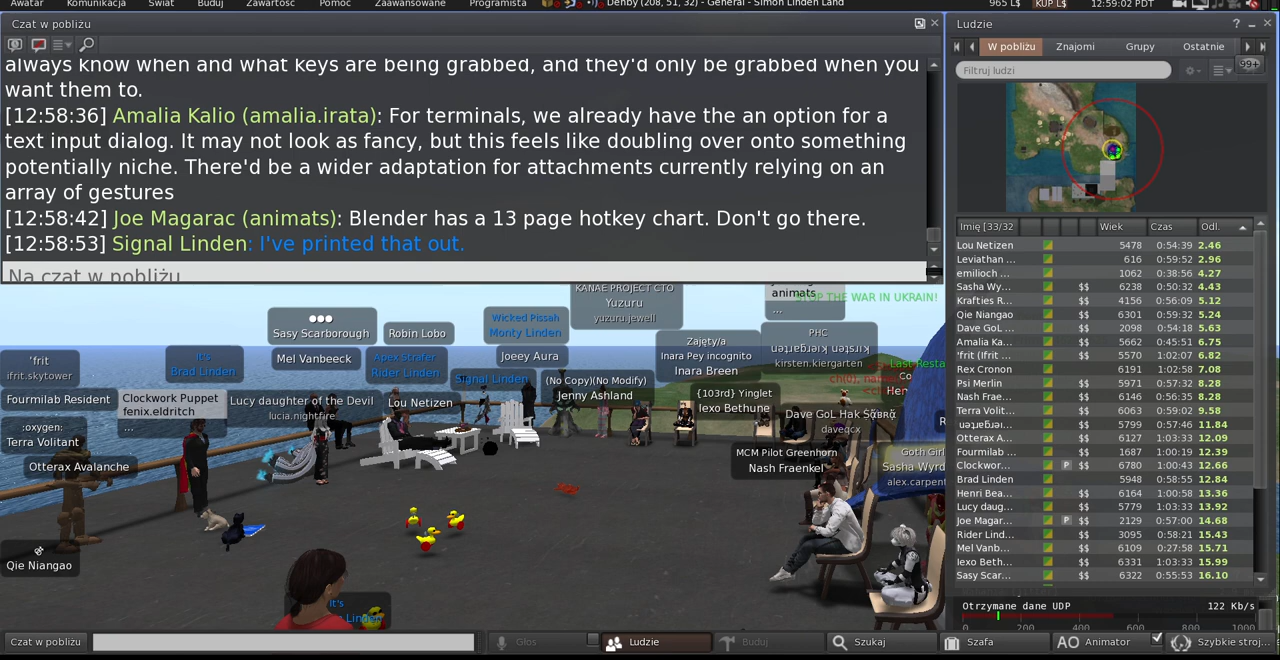 Awatar Komunikacja Świat Buduj Zawartość Pomoc Zaawansowane Programista Denby (208, 51, 32) - General - Simon Linden Land 965 L$ KUP L$ 12:59:02 PDT
Czat w pobliżu
always know when and what keys are being grabbed, and they'd only be grabbed when you
want them to.
[12:58:36] Amalia Kalio (amalia.irata): For terminals, we already have the an option for a
text input dialog. It may not look as fancy, but this feels like doubling over onto something
potentially niche. There'd be a wider adaptation for attachments currently relying on an
array of gestures
[12:58:42] Joe Magarac (animats): Blender has a 13 page hotkey chart. Don't go there.
[12:58:53] Signal Linden: I've printed that out.
Na czat w pobliżu
KANAE PROJECT CTO
Yuzuru
yuzuru.jewell
animats
...
STOP THE WAR IN UKRAIN!
Sasy Scarborough
Robin Lobo
Wicked Pissah
Monty Linden
PHC
kirsten.kiergarten
'frit
ifrit.skytower
It's
Brad Linden
Mel Vanbeeck
Apex Strafer
Rider Linden
Joeey Aura
Zajęty/a
Inara Pey incognito
Inara Breen
Signal Linden
(No Copy)(No Modify)
Jenny Ashland
Fourmilab Resident
Clockwork Puppet
fenix.eldritch
...
Lucy daughter of the Devil
lucia.nightfire
Lou Netizen
{103rd} Yinglet
Iexo Bethune
:oxygen:
Terra Volitant
Dave GoL Hak
daveqcx
Otterax Avalanche
MCM Pilot Greenhorn
Nash Fraenkel
Goth Girl
Sasha Wyrd
alex.carpent
Qie Niangao
It's
Linden
Ludzie
W pobliżu Znajomi Grupy Ostatnie
99+
Filtruj ludzi
Imię [33/32 Wiek Czas Odl.
Lou Netizen 5478 0:54:39 2.46
Leviathan ... 616 0:59:52 2.96
emilioch ... 1062 0:38:56 4.27
Sasha Wy... $$ 6238 0:50:32 4.43
Krafties R... $$ 4156 0:56:09 5.12
Qie Niangao $$ 6301 0:59:32 5.24
Dave GoL ... $$ 2098 0:54:18 5.63
Amalia Ka... $$ 5662 0:45:51 6.75
'frit (Ifrit ... $$ 5570 1:02:07 6.82
Rex Cronon $$ 6191 1:02:58 7.08
Psi Merlin $$ 5971 0:57:32 8.28
Nash Frae... $$ 6146 0:56:35 8.28
Terra Volit... $$ 6063 0:59:02 9.58
$$ 5799 0:57:46 11.84
Otterax A... $$ 6127 1:03:33 12.09
Fourmilab ... $$ 1687 1:00:19 12.39
Clockwor... P $$ 6780 1:00:43 12.66
Brad Linden 5948 0:58:55 12.84
Henri Bea... $$ 6164 1:00:58 13.36
Lucy daug... $$ 5779 1:03:33 13.92
Joe Magar... P $$ 2129 0:57:00 14.68
Rider Lind... $$ 3095 0:58:21 15.43
Mel Vanb... $$ 6109 0:27:58 15.71
Iexo Beth... $$ 6331 1:03:33 15.99
Sasy Scar... $$ 6322 0:55:53 16.10
Otrzymane dane UDP 122 Kb/s
0 200 400 600 800 1000
Czat w pobliżu Głos Ludzie Buduj Szukaj Szafa AO Animator Szybkie stroj...